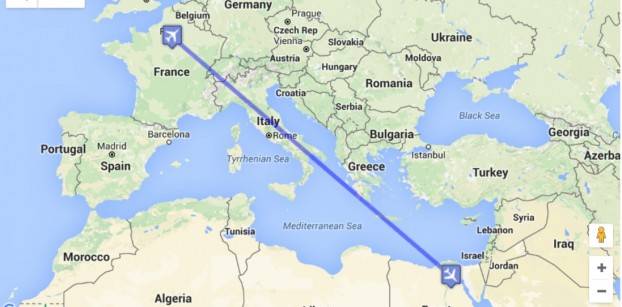 Belgium
Germany
Prague
Czech Rep
Vienna
Slovakia
Ukraine
Austria
Moldova
Hungary
France
Romania
Croatia
Serbia
Italy
Black Sea
Barcelona
Rome
Bulgaria
Georgia
Portugal
Madrid
Spain
Istanbul
Azerba
Tyrrhenian Sea
Greece
Turkey
Mediterranean Sea
Syria
Tunisia
Lebanon
Iraq
Morocco
Israel
Jordan
+
Algeria
−